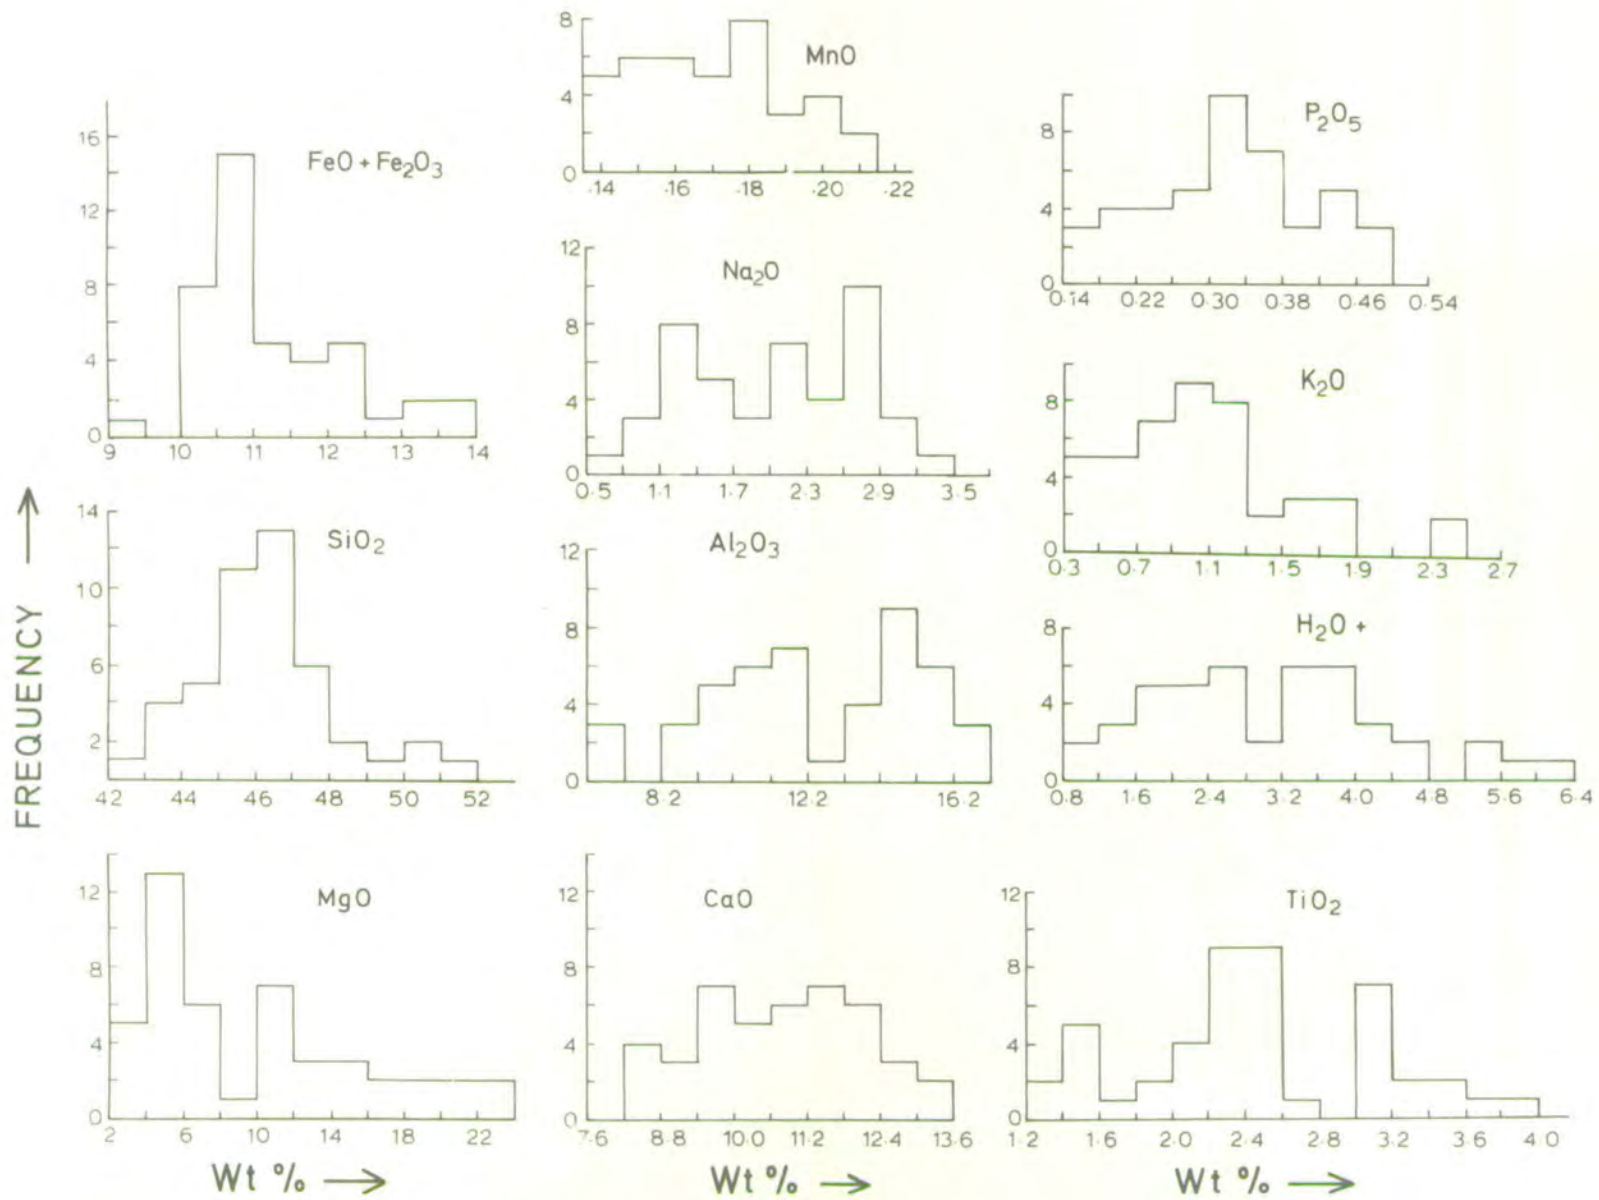 FREQUENCY
FeO + Fe₂O₃
16
12
8
4
0
9 10 11 12 13 14
SiO₂
14
10
6
2
42 44 46 48 50 52
MgO
12
8
4
0
2 6 10 14 18 22
Wt %
MnO
8
4
0
.14 .16 .18 .20 .22
Na₂O
12
8
4
0
0.5 1.1 1.7 2.3 2.9 3.5
Al₂O₃
12
8
4
0
8.2 12.2 16.2
CaO
12
8
4
0
7.6 8.8 10.0 11.2 12.4 13.6
Wt %
P₂O₅
8
4
0
0.14 0.22 0.30 0.38 0.46 0.54
K₂O
8
4
0
0.3 0.7 1.1 1.5 1.9 2.3 2.7
H₂O +
8
4
0
0.8 1.6 2.4 3.2 4.0 4.8 5.6 6.4
TiO₂
12
8
4
0
1.2 1.6 2.0 2.4 2.8 3.2 3.6 4.0
Wt %